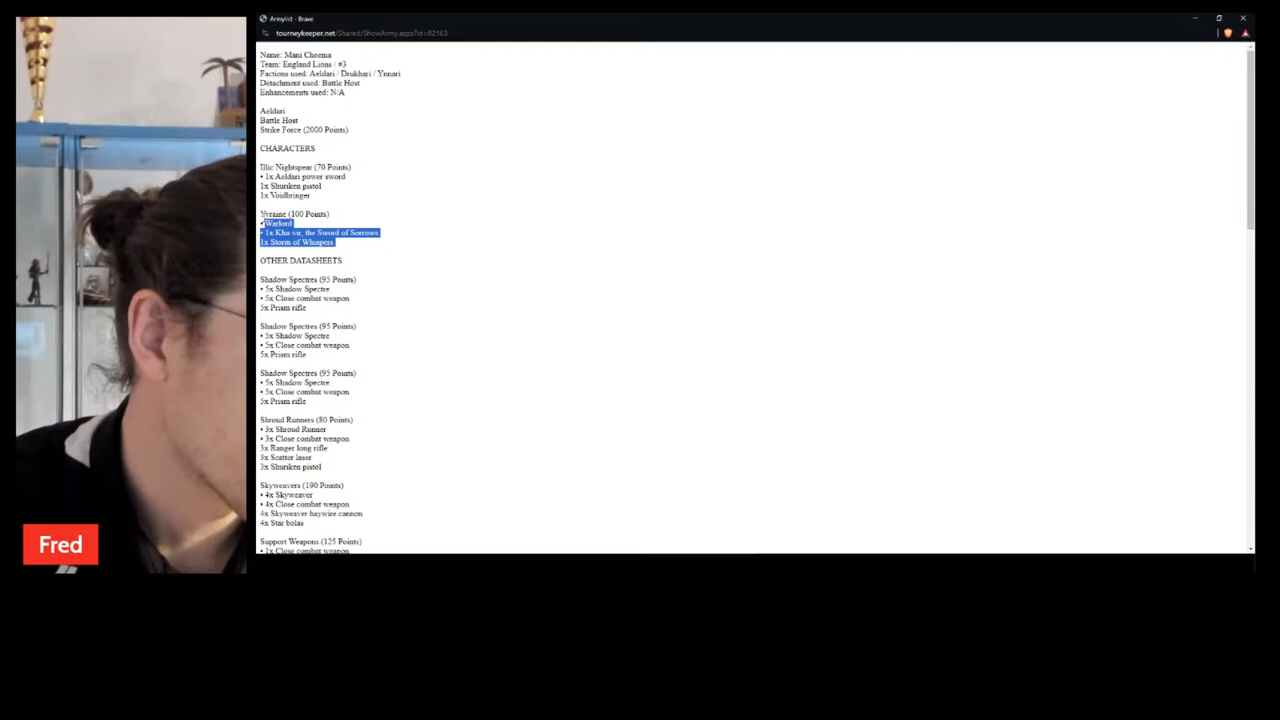 Armylist - Brave
tourneykeeper.net/Shared/ShowArmy.aspx?id=82163
Name: Mani Cheema
Team: England Lions / #3
Factions used: Aeldari / Drukhari / Ynnari
Detachment used: Battle Host
Enhancements used: N/A
Aeldari
Battle Host
Strike Force (2000 Points)
CHARACTERS
Illic Nightspear (70 Points)
• 1x Aeldari power sword
1x Shuriken pistol
1x Voidbringer
Yvraine (100 Points)
• Warlord
• 1x Kha-vir, the Sword of Sorrows
1x Storm of Whispers
OTHER DATASHEETS
Shadow Spectres (95 Points)
• 5x Shadow Spectre
• 5x Close combat weapon
5x Prism rifle
Shadow Spectres (95 Points)
• 5x Shadow Spectre
• 5x Close combat weapon
5x Prism rifle
Shadow Spectres (95 Points)
• 5x Shadow Spectre
• 5x Close combat weapon
5x Prism rifle
Shroud Runners (80 Points)
• 3x Shroud Runner
• 3x Close combat weapon
3x Ranger long rifle
3x Scatter laser
3x Shuriken pistol
Skyweavers (190 Points)
• 4x Skyweaver
• 4x Close combat weapon
4x Skyweaver haywire cannon
4x Star bolas
Support Weapons (125 Points)
• 1x Close combat weapon
Fred